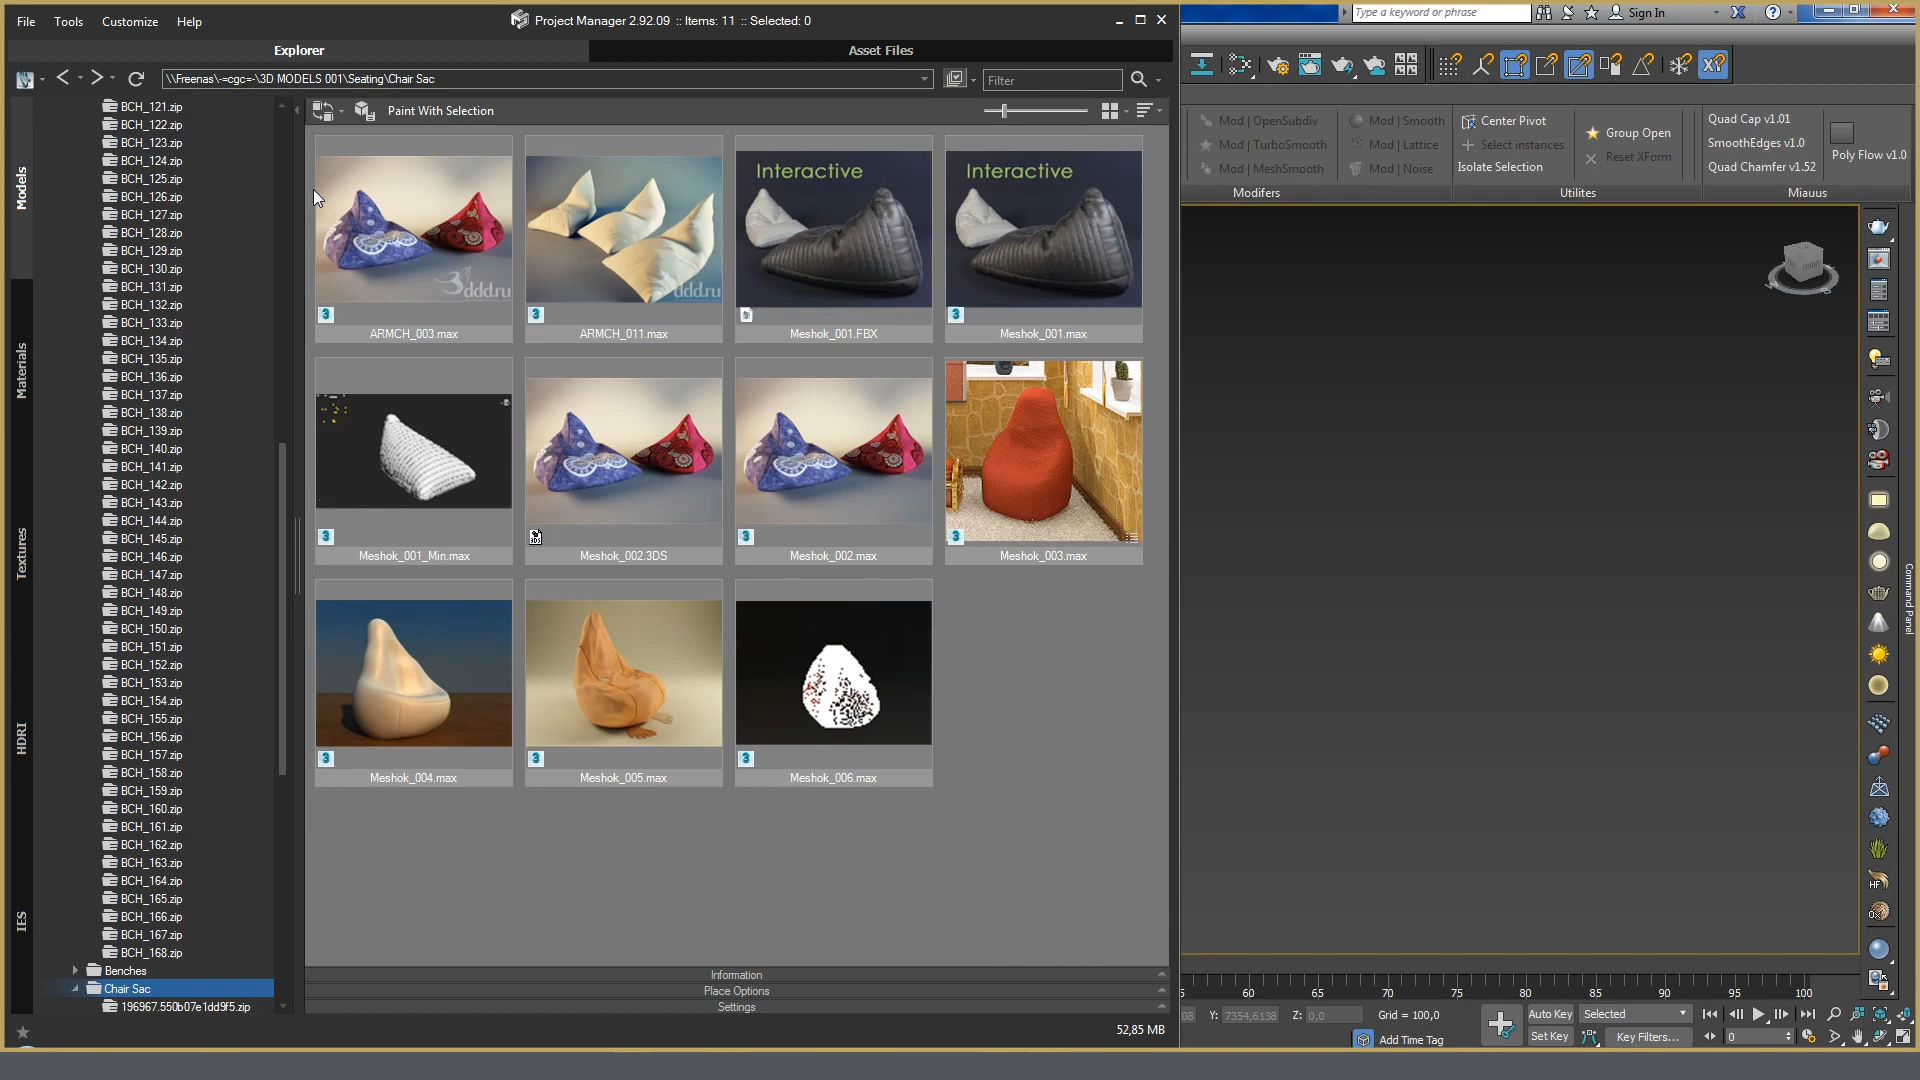 File Tools Customize Help
Project Manager 2.92.09 :: Items: 11 :: Selected: 0
Type a keyword or phrase
Sign In
Explorer
Asset Files
\\Freenas\-=cgc=-\3D MODELS 001\Seating\Chair Sac
Filter
Paint With Selection
Models
Materials
Textures
HDRI
IES
BCH_121.zip
BCH_122.zip
BCH_123.zip
BCH_124.zip
BCH_125.zip
BCH_126.zip
BCH_127.zip
BCH_128.zip
BCH_129.zip
BCH_130.zip
BCH_131.zip
BCH_132.zip
BCH_133.zip
BCH_134.zip
BCH_135.zip
BCH_136.zip
BCH_137.zip
BCH_138.zip
BCH_139.zip
BCH_140.zip
BCH_141.zip
BCH_142.zip
BCH_143.zip
BCH_144.zip
BCH_145.zip
BCH_146.zip
BCH_147.zip
BCH_148.zip
BCH_149.zip
BCH_150.zip
BCH_151.zip
BCH_152.zip
BCH_153.zip
BCH_154.zip
BCH_155.zip
BCH_156.zip
BCH_157.zip
BCH_158.zip
BCH_159.zip
BCH_160.zip
BCH_161.zip
BCH_162.zip
BCH_163.zip
BCH_164.zip
BCH_165.zip
BCH_166.zip
BCH_167.zip
BCH_168.zip
Benches
Chair Sac
196967.550b07e1dd9f5.zip
3ddd.ru
ddd.ru
Interactive
Interactive
ARMCH_003.max
ARMCH_011.max
Meshok_001.FBX
Meshok_001.max
Meshok_001_Min.max
Meshok_002.3DS
Meshok_002.max
Meshok_003.max
Meshok_004.max
Meshok_005.max
Meshok_006.max
Information
Place Options
Settings
52,85 MB
XY
Mod | OpenSubdiv
Mod | TurboSmooth
Mod | MeshSmooth
Mod | Smooth
Mod | Lattice
Mod | Noise
Modifers
Center Pivot
Select instances
Isolate Selection
Group Open
Reset XForm
Utilites
Quad Cap v1.01
SmoothEdges v1.0
Quad Chamfer v1.52
Poly Flow v1.0
Miauus
Command Panel
HF
60 65 70 75 80 85 90 95 100
08 Y: 7354,6138 Z: 0,0 Grid = 100,0
Add Time Tag
Auto Key Selected
Set Key Key Filters...
0